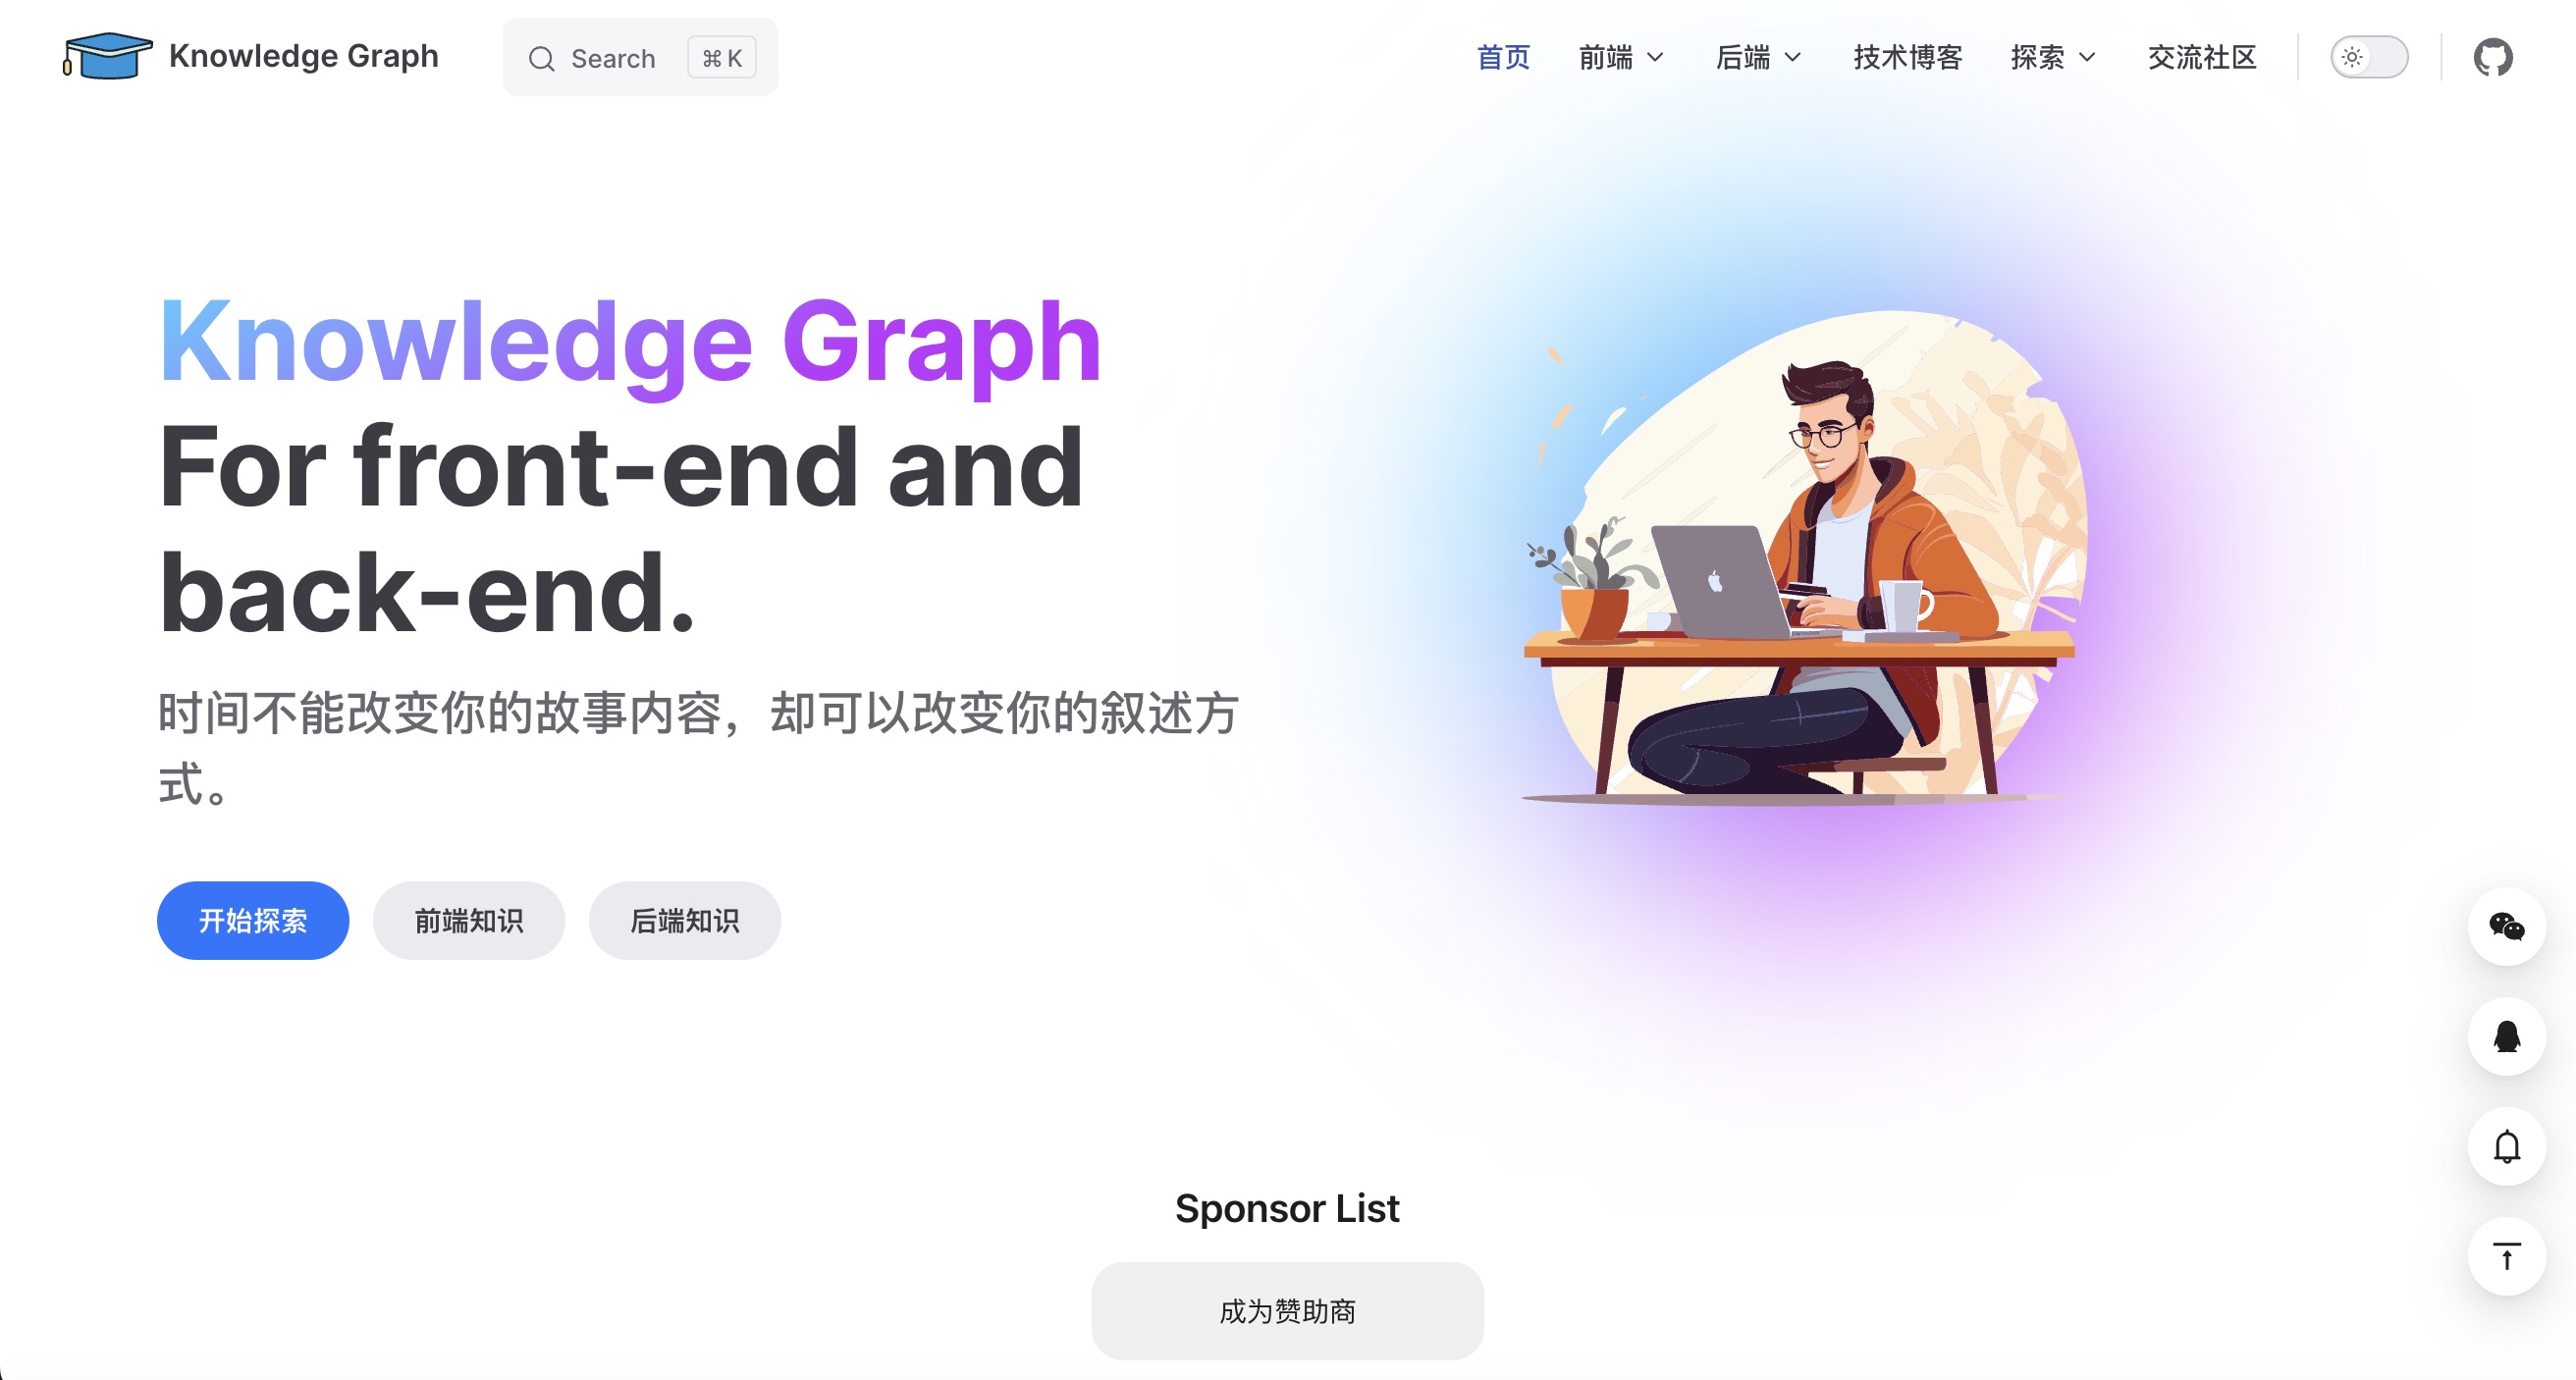 Knowledge Graph
Search
⌘ K
首页
前端
后端
技术博客
探索
交流社区
Knowledge Graph
For front-end and
back-end.
时间不能改变你的故事内容，却可以改变你的叙述方
式。
开始探索
前端知识
后端知识
Sponsor List
成为赞助商